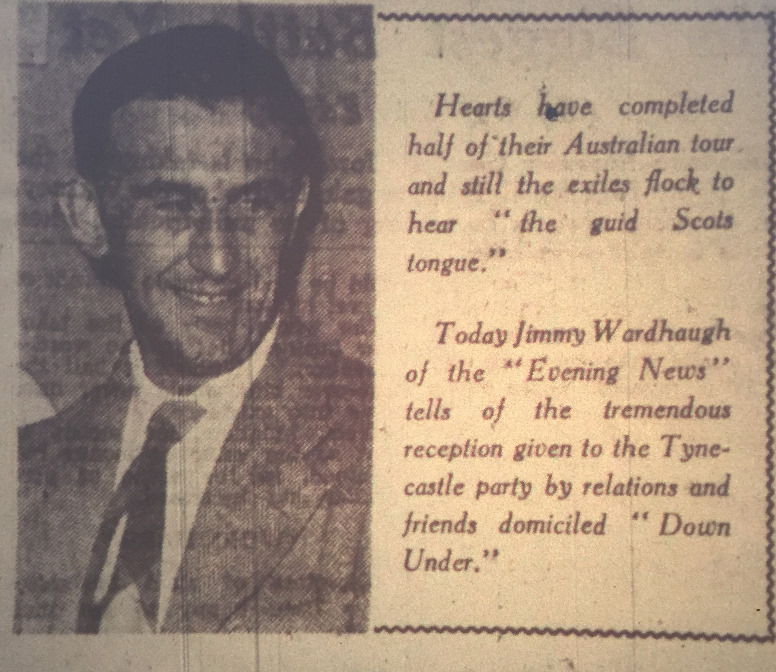 Hearts have completed
half of their Australian tour
and still the exiles flock to
hear “the guid Scots
tongue.”
Today Jimmy Wardhaugh
of the “Evening News”
tells of the tremendous
reception given to the Tyne-
castle party by relations and
friends domiciled “Down
Under.”